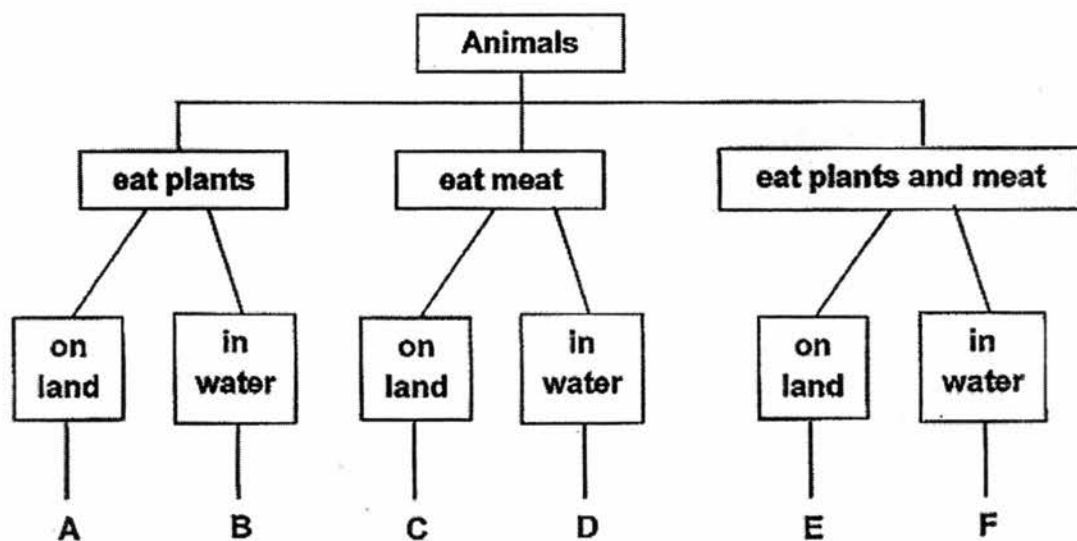 Animals
eat plants
eat meat
eat plants and meat
on
land
in
water
on
land
in
water
on
land
in
water
A
B
C
D
E
F